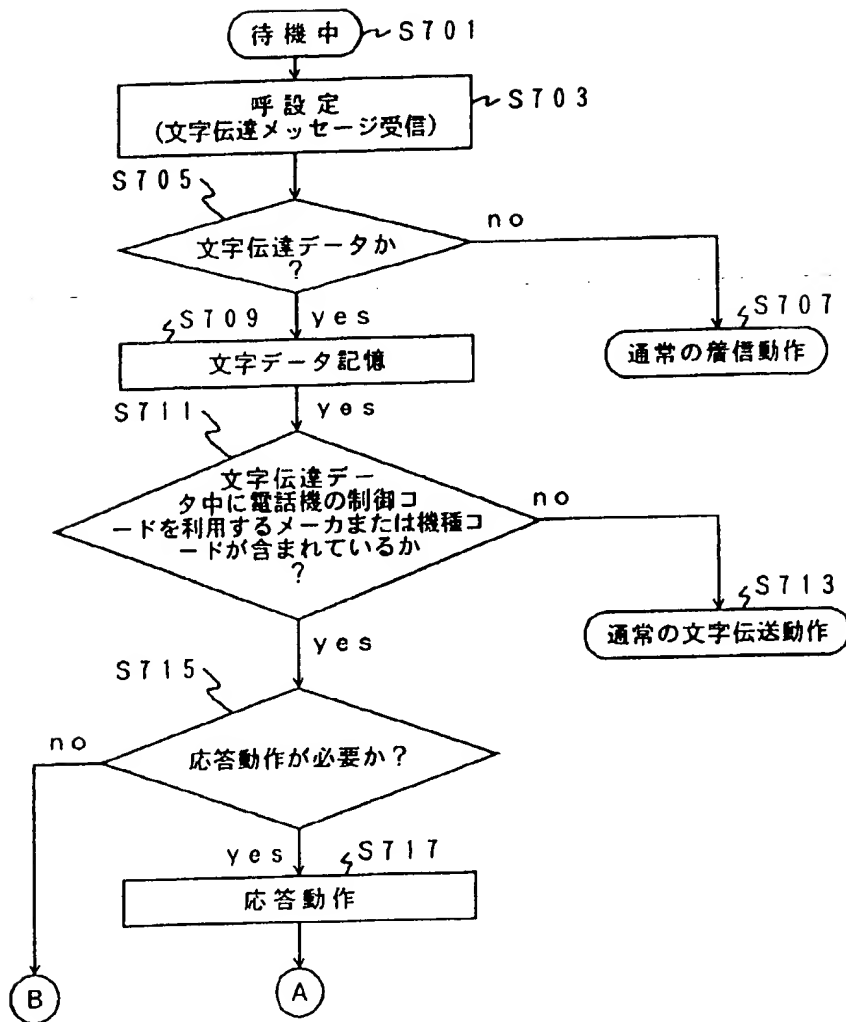 待機中
S701
呼設定
(文字伝達メッセージ受信)
S703
S705
文字伝達データか
?
no
yes
S707
通常の着信動作
S709
文字データ記憶
yes
S711
文字伝達デー
タ中に電話機の制御コ
ードを利用するメーカまたは機種コ
ードが含まれているか
?
no
S713
通常の文字伝送動作
yes
S715
応答動作が必要か?
no
yes
S717
応答動作
B
A